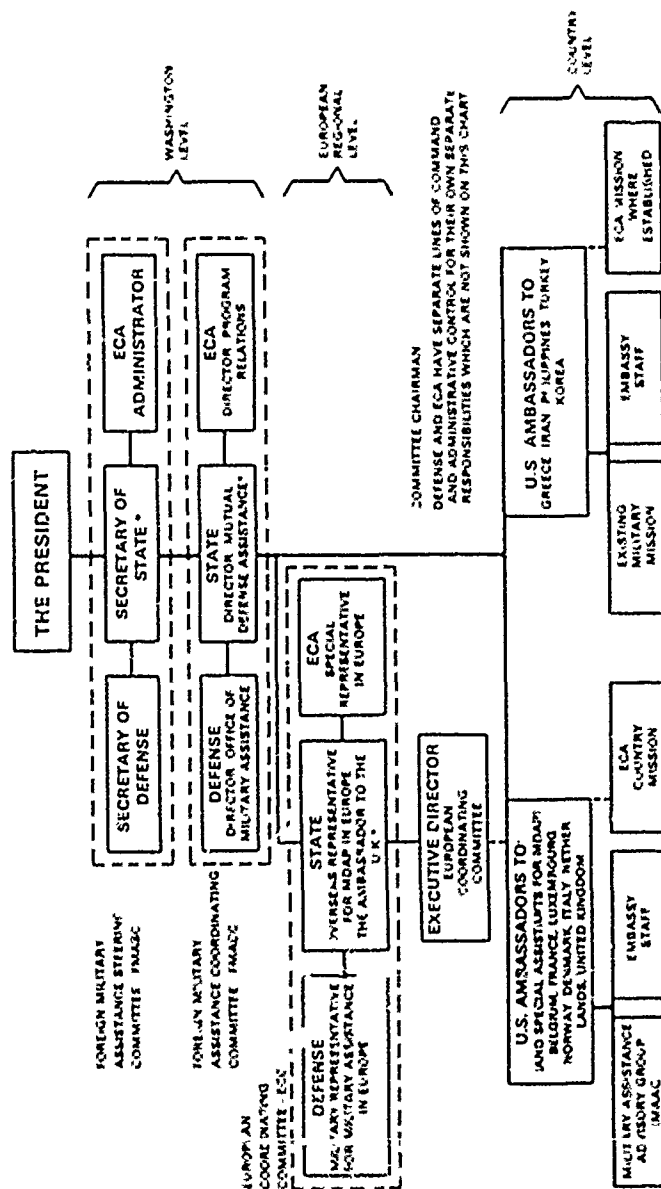 THE PRESIDENT
FOREIGN MILITARY
ASSISTANCE STEERING
COMMITTEE FMASC
SECRETARY OF
DEFENSE
SECRETARY OF
STATE *
ECA
ADMINISTRATOR
WASHINGTON
LEVEL
FOREIGN MILITARY
ASSISTANCE COORDINATING
COMMITTEE FMACC
DEFENSE
DIRECTOR OFFICE OF
MILITARY ASSISTANCE
STATE
DIRECTOR MUTUAL
DEFENSE ASSISTANCE*
ECA
DIRECTOR PROGRAM
RELATIONS
EUROPEAN
COORDINATING
COMMITTEE - ECC
DEFENSE
MILITARY REPRESENTATIVE
FOR MILITARY ASSISTANCE
IN EUROPE
STATE
OVERSEAS REPRESENTATIVE
FOR MDAP IN EUROPE
THE AMBASSADOR TO THE
U K *
ECA
SPECIAL
REPRESENTATIVE
IN EUROPE
EUROPEAN
REGIONAL
LEVEL
EXECUTIVE DIRECTOR
EUROPEAN
COORDINATING
COMMITTEE
COMMITTEE CHAIRMAN
DEFENSE AND ECA HAVE SEPARATE LINES OF COMMAND
AND ADMINISTRATIVE CONTROL FOR THEIR OWN SEPARATE
RESPONSIBILITIES WHICH ARE NOT SHOWN ON THIS CHART
U.S. AMBASSADORS TO
(AND SPECIAL ASSISTANTS FOR MDAP)
BELGIUM, FRANCE, LUXEMBOURG
NORWAY DENMARK, ITALY NETHER
LANDS, UNITED KINGDOM
U.S AMBASSADORS TO
GREECE IRAN PHILIPPINES TURKEY
KOREA
COUNTRY
LEVEL
MILITARY ASSISTANCE
ADVISORY GROUP
(MAAG)
EMBASSY
STAFF
ECA
COUNTRY
MISSION
EXISTING
MILITARY
MISSION
EMBASSY
STAFF
ECA MISSION
WHERE
ESTABLISHED